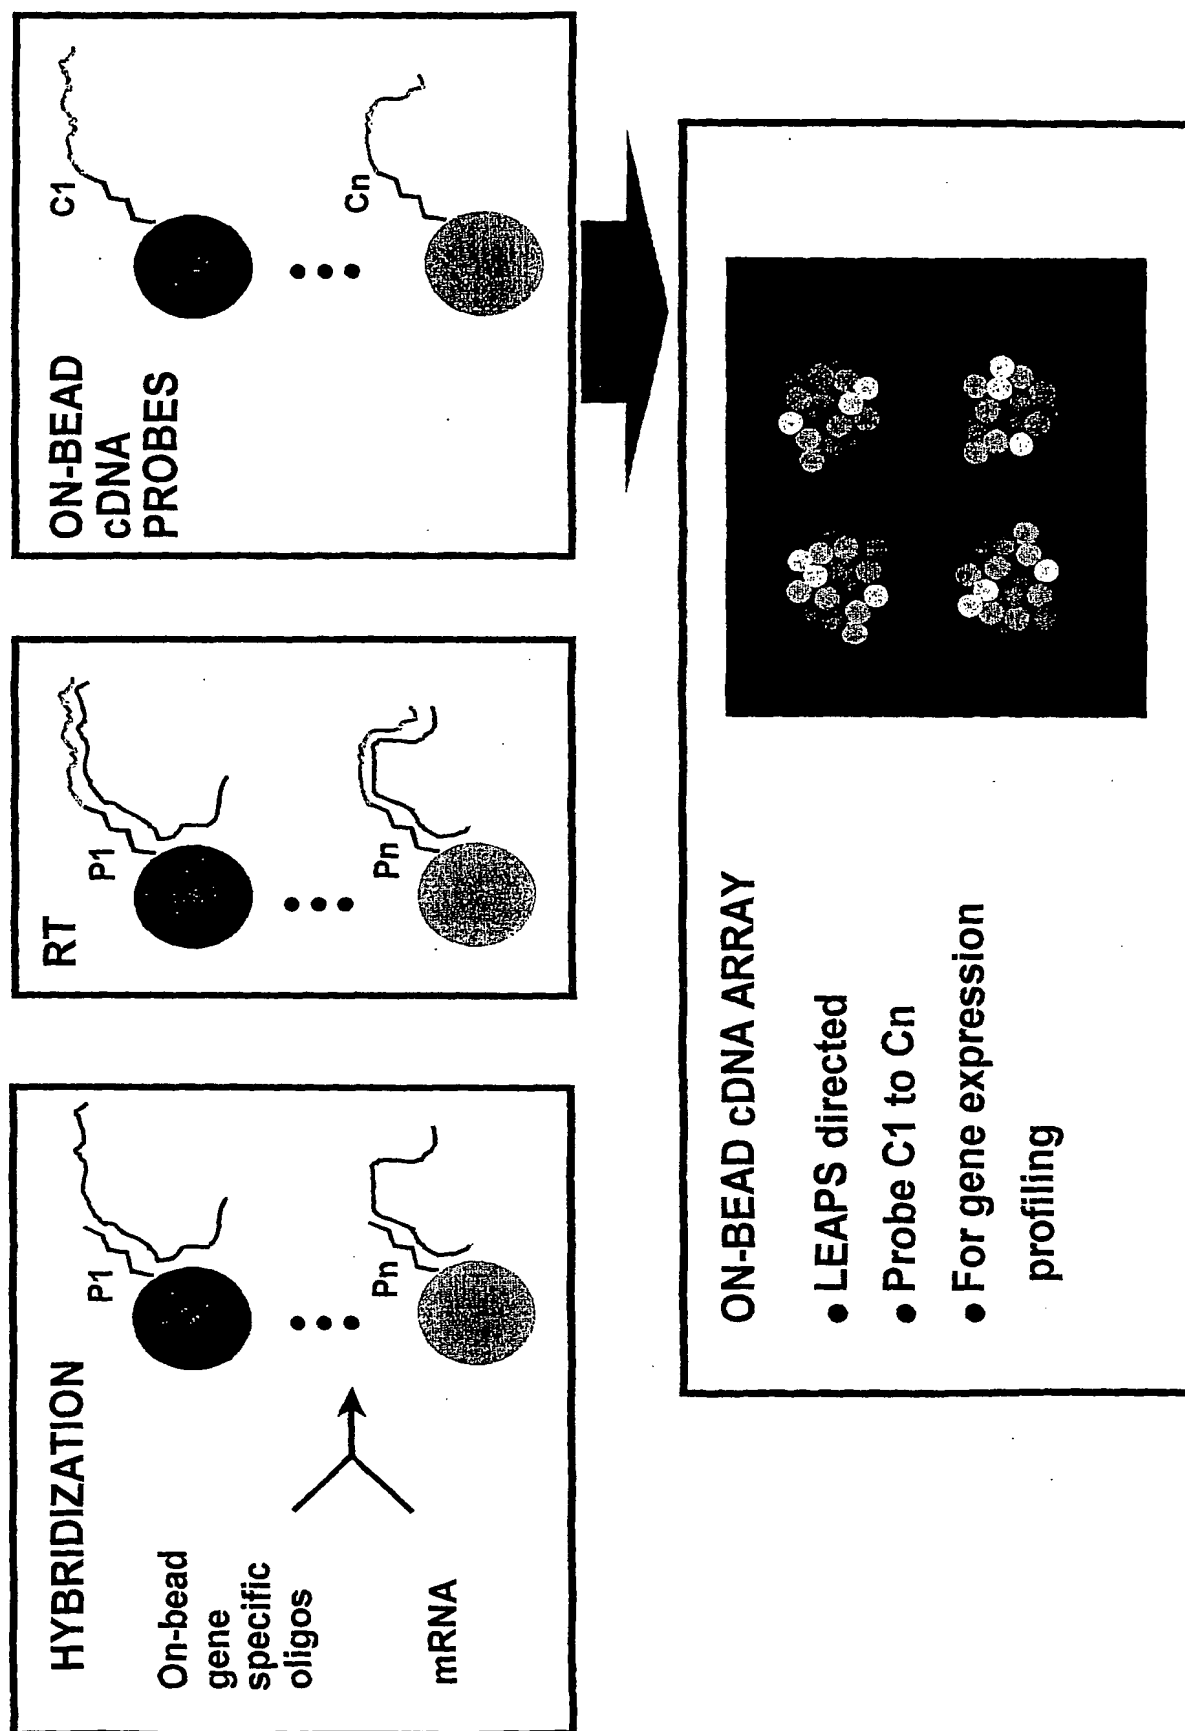 HYBRIDIZATION
On-bead
gene
specific
oligos
mRNA
P1
Pn
RT
P1
Pn
ON-BEAD
cDNA
PROBES
C1
Cn
ON-BEAD cDNA ARRAY
● LEAPS directed
● Probe C1 to Cn
● For gene expression
profiling